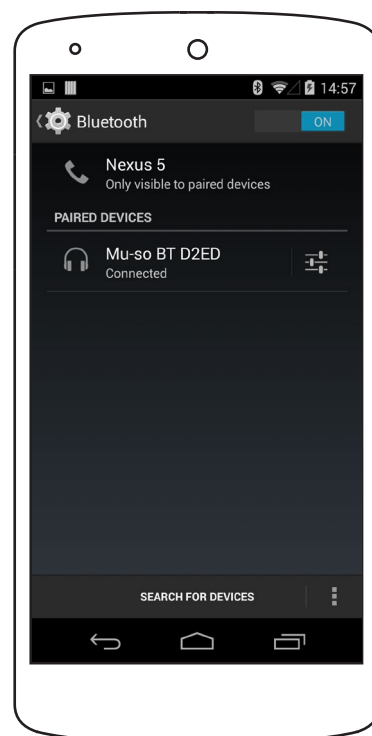 14:57
Bluetooth
ON
Nexus 5
Only visible to paired devices
PAIRED DEVICES
Mu-so BT D2ED
Connected
SEARCH FOR DEVICES